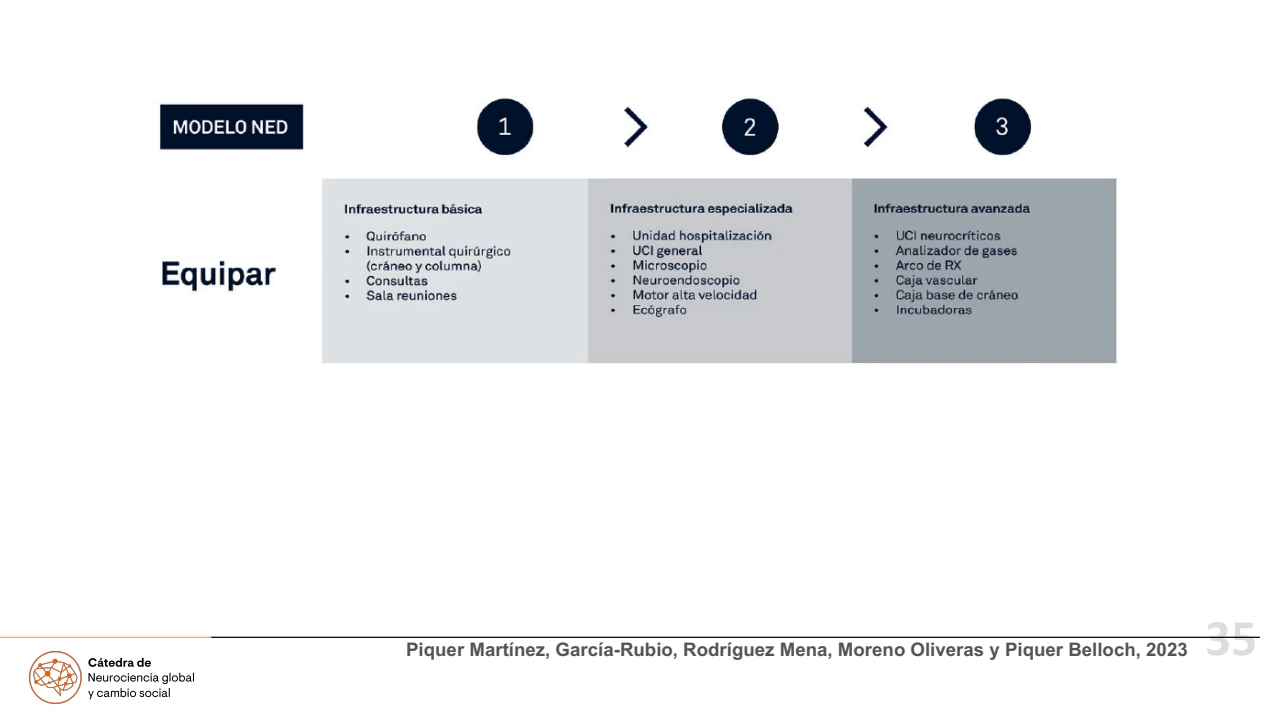 MODELO NED
1
2
3
Equipar
Infraestructura básica
• Quirófano
• Instrumental quirúrgico
(cráneo y columna)
• Consultas
• Sala reuniones
Infraestructura especializada
• Unidad hospitalización
• UCI general
• Microscopio
• Neuroendoscopio
• Motor alta velocidad
• Ecógrafo
Infraestructura avanzada
• UCI neurocríticos
• Analizador de gases
• Arco de RX
• Caja vascular
• Caja base de cráneo
• Incubadoras
Piquer Martínez, García-Rubio, Rodríguez Mena, Moreno Oliveras y Piquer Belloch, 2023
35
Cátedra de
Neurociencia global
y cambio social